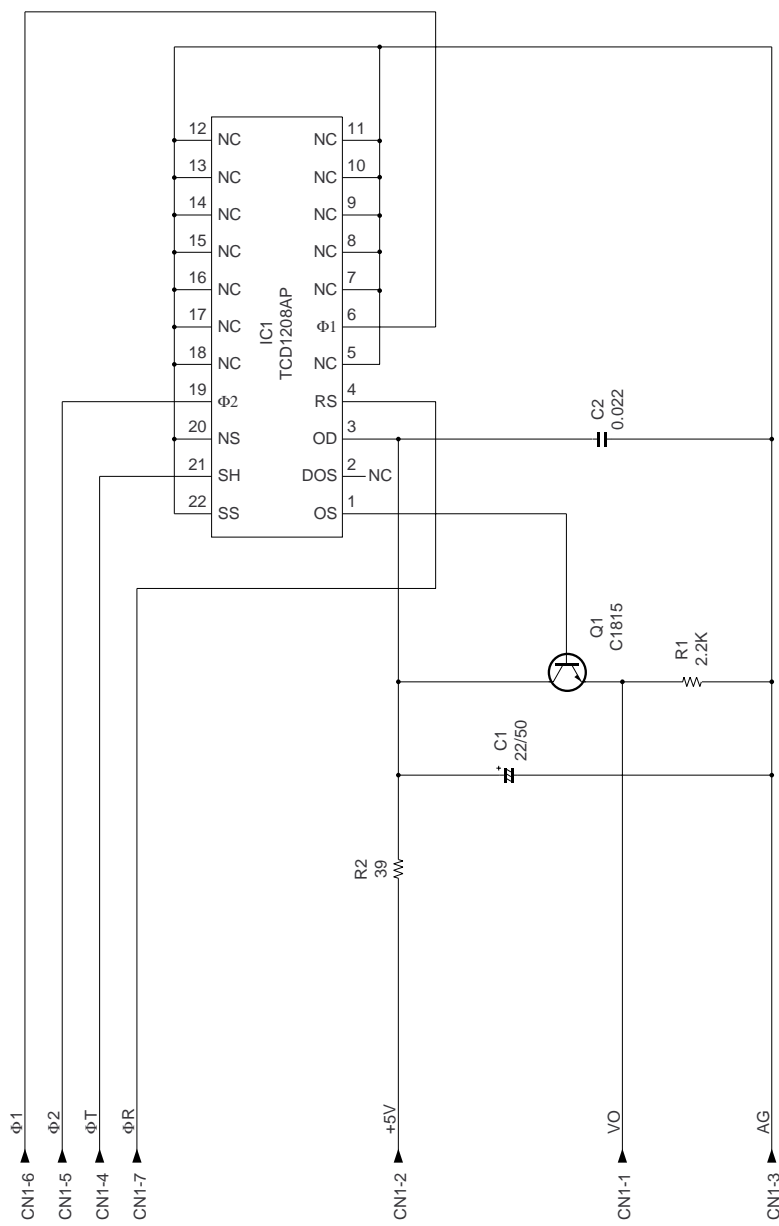 12 NC
13 NC
14 NC
15 NC
16 NC
17 NC
18 NC
19 Φ2
20 NS
21 SH
22 SS
NC 11
NC 10
NC 9
NC 8
NC 7
Φ1 6
NC 5
RS 4
OD 3
DOS 2 NC
OS 1
IC1
TCD1208AP
C2
0.022
Q1
C1815
R1
2.2K
C1
+
22/50
R2
39
CN1-6 Φ1
CN1-5 Φ2
CN1-4 ΦT
CN1-7 ΦR
CN1-2 +5V
CN1-1 VO
CN1-3 AG